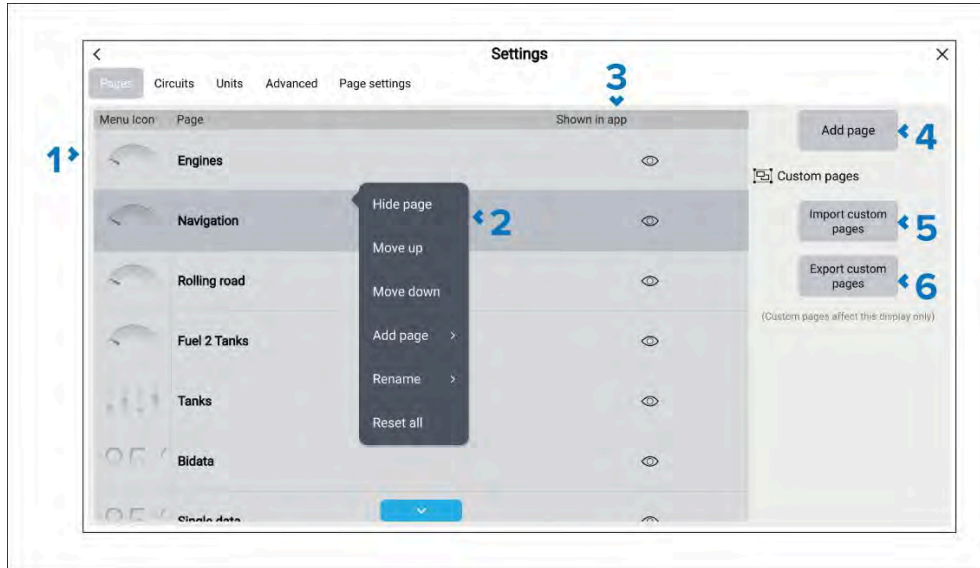 Settings
Pages Circuits Units Advanced Page settings
3
Menu Icon Page Shown in app
1 Engines
Navigation
Rolling road
Fuel 2 Tanks
Tanks
Bidata
Single data
Hide page
Move up
Move down
Add page
Rename
Reset all
2
Add page
4
Custom pages
Import custom
pages
5
Export custom
pages
6
(Custom pages affect this display only)